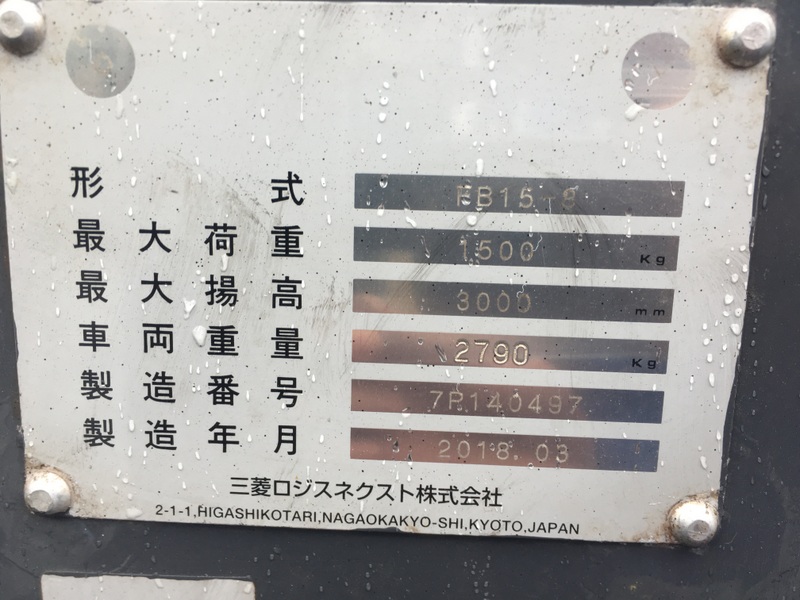 形式 FB15-8
最大荷重 1500 Kg
最大揚高 3000 mm
車両重量 2790 Kg
製造番号 7P140497
製造年月 2018.03
三菱ロジスネクスト株式会社
2-1-1,HIGASHIKOTARI,NAGAOKAKYO-SHI,KYOTO,JAPAN